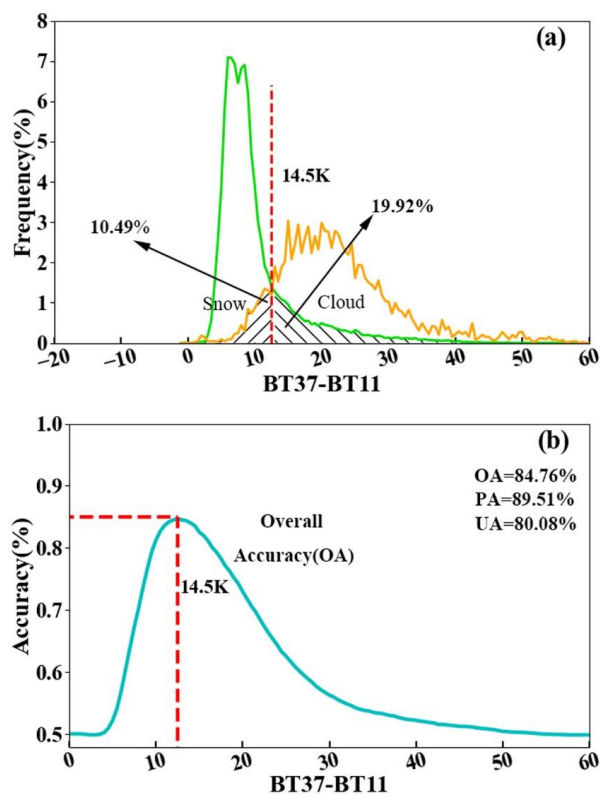 (a)
8
7
6
5
4
3
2
1
0
Frequency(%)
14.5K
19.92%
10.49%
Snow
Cloud
−20 −10 0 10 20 30 40 50 60
BT37-BT11
(b)
1.0
0.9
0.8
0.7
0.6
0.5
Accuracy(%)
OA=84.76%
PA=89.51%
UA=80.08%
Overall
Accuracy(OA)
14.5K
0 10 20 30 40 50 60
BT37-BT11